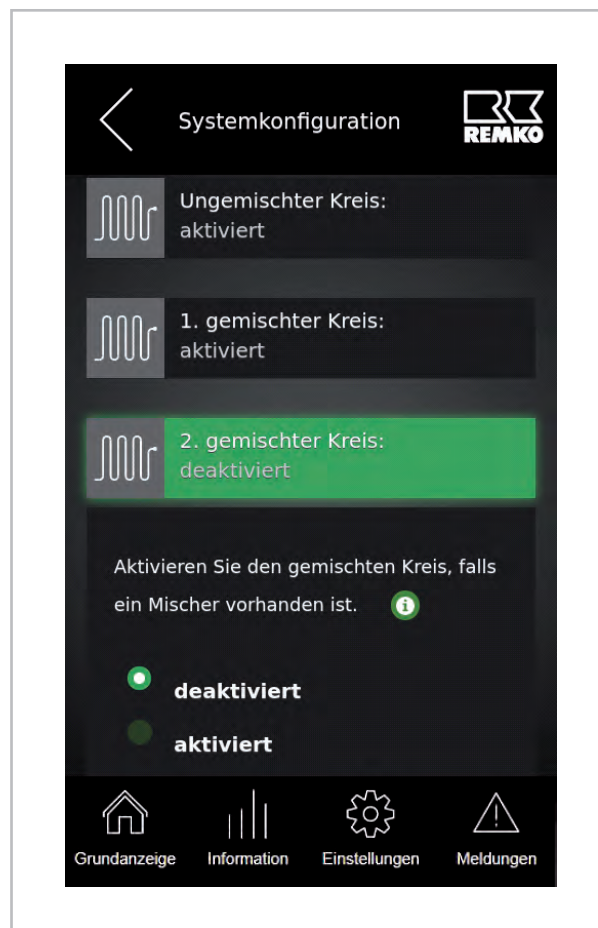 Systemkonfiguration
REMKO
Ungemischter Kreis:
aktiviert
1. gemischter Kreis:
aktiviert
2. gemischter Kreis:
deaktiviert
Aktivieren Sie den gemischten Kreis, falls
ein Mischer vorhanden ist. i
deaktiviert
aktiviert
Grundanzeige Information Einstellungen Meldungen